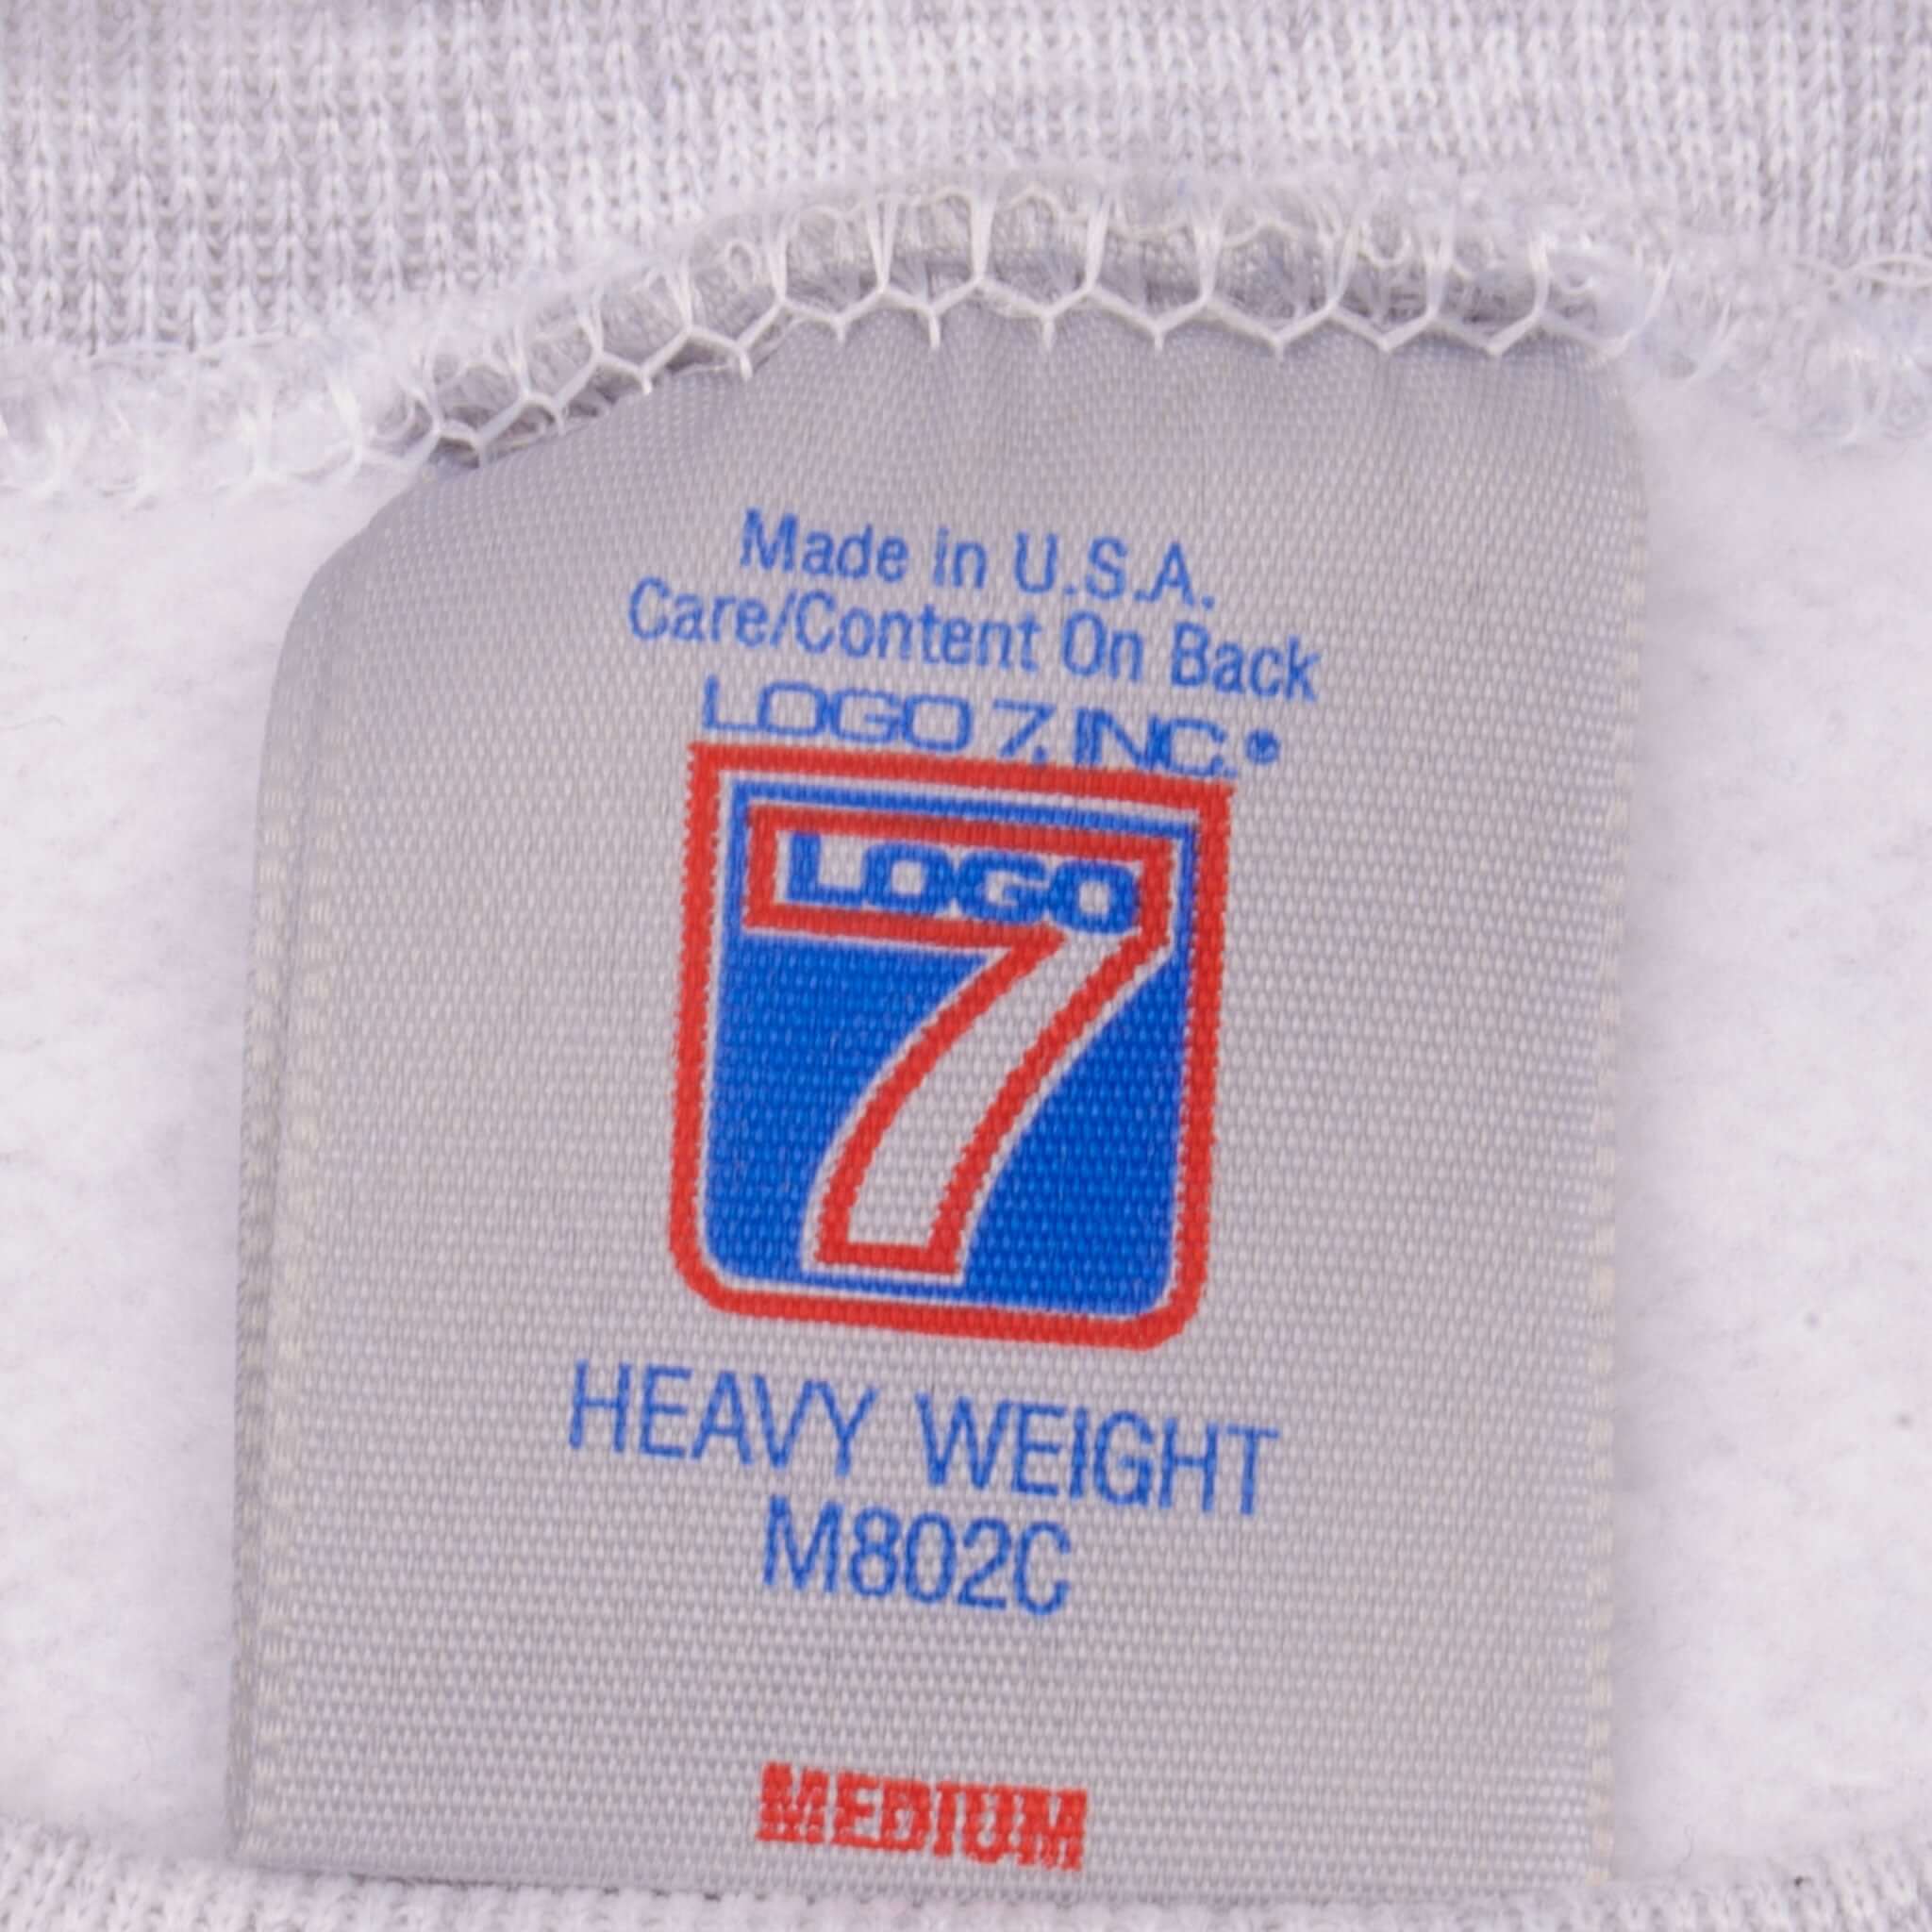 Made in U.S.A.
Care/Content On Back
LOGO 7, INC.®
LOGO
7
HEAVY WEIGHT
M802C
MEDIUM